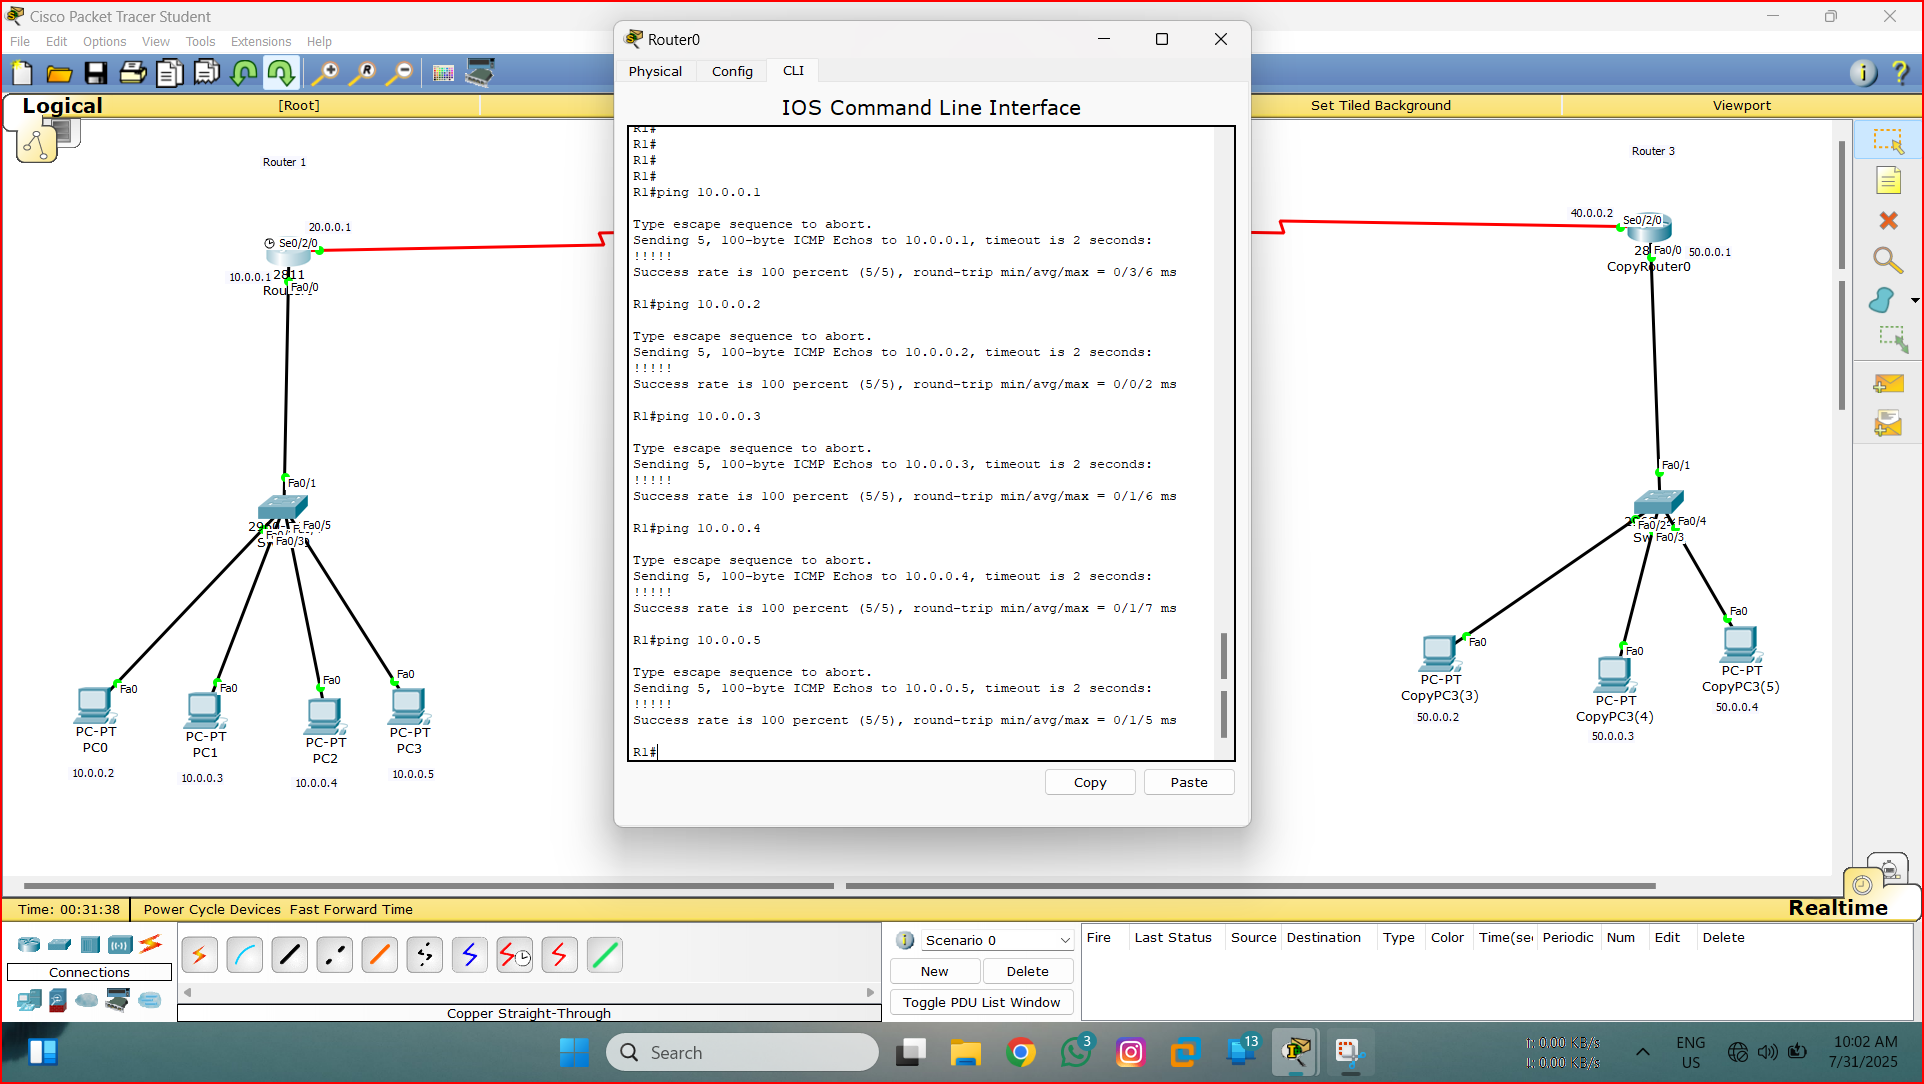 Cisco Packet Tracer Student
File Edit Options View Tools Extensions Help
Logical
[Root]
Set Tiled Background
Viewport
Router 1
20.0.0.1
Se0/2/0
10.0.0.1
2811
Fa0/0
Fa0/1
Fa0/5
Fa0/3
Fa0
Fa0
Fa0
Fa0
PC-PT
PC0
10.0.0.2
PC-PT
PC1
10.0.0.3
PC-PT
PC2
10.0.0.4
PC-PT
PC3
10.0.0.5
Router0
Physical
Config
CLI
IOS Command Line Interface
R1#
R1#
R1#
R1#
R1#ping 10.0.0.1
Type escape sequence to abort.
Sending 5, 100-byte ICMP Echos to 10.0.0.1, timeout is 2 seconds:
!!!!!
Success rate is 100 percent (5/5), round-trip min/avg/max = 0/3/6 ms
R1#ping 10.0.0.2
Type escape sequence to abort.
Sending 5, 100-byte ICMP Echos to 10.0.0.2, timeout is 2 seconds:
!!!!!
Success rate is 100 percent (5/5), round-trip min/avg/max = 0/0/2 ms
R1#ping 10.0.0.3
Type escape sequence to abort.
Sending 5, 100-byte ICMP Echos to 10.0.0.3, timeout is 2 seconds:
!!!!!
Success rate is 100 percent (5/5), round-trip min/avg/max = 0/1/6 ms
R1#ping 10.0.0.4
Type escape sequence to abort.
Sending 5, 100-byte ICMP Echos to 10.0.0.4, timeout is 2 seconds:
!!!!!
Success rate is 100 percent (5/5), round-trip min/avg/max = 0/1/7 ms
R1#ping 10.0.0.5
Type escape sequence to abort.
Sending 5, 100-byte ICMP Echos to 10.0.0.5, timeout is 2 seconds:
!!!!!
Success rate is 100 percent (5/5), round-trip min/avg/max = 0/1/5 ms
R1#
Copy
Paste
Router 3
40.0.0.2
Se0/2/0
Fa0/0
50.0.0.1
CopyRouter0
Fa0/1
Fa0/2
Fa0/4
Fa0/3
Fa0
Fa0
Fa0
PC-PT
CopyPC3(3)
50.0.0.2
PC-PT
CopyPC3(4)
50.0.0.3
PC-PT
CopyPC3(5)
50.0.0.4
Time: 00:31:38
Power Cycle Devices Fast Forward Time
Realtime
Connections
Copper Straight-Through
Scenario 0
New
Delete
Toggle PDU List Window
Fire Last Status Source Destination Type Color Time(sec Periodic Num Edit Delete
Search
3
13
0,00 KB/s
0,00 KB/s
ENG
US
10:02 AM
7/31/2025